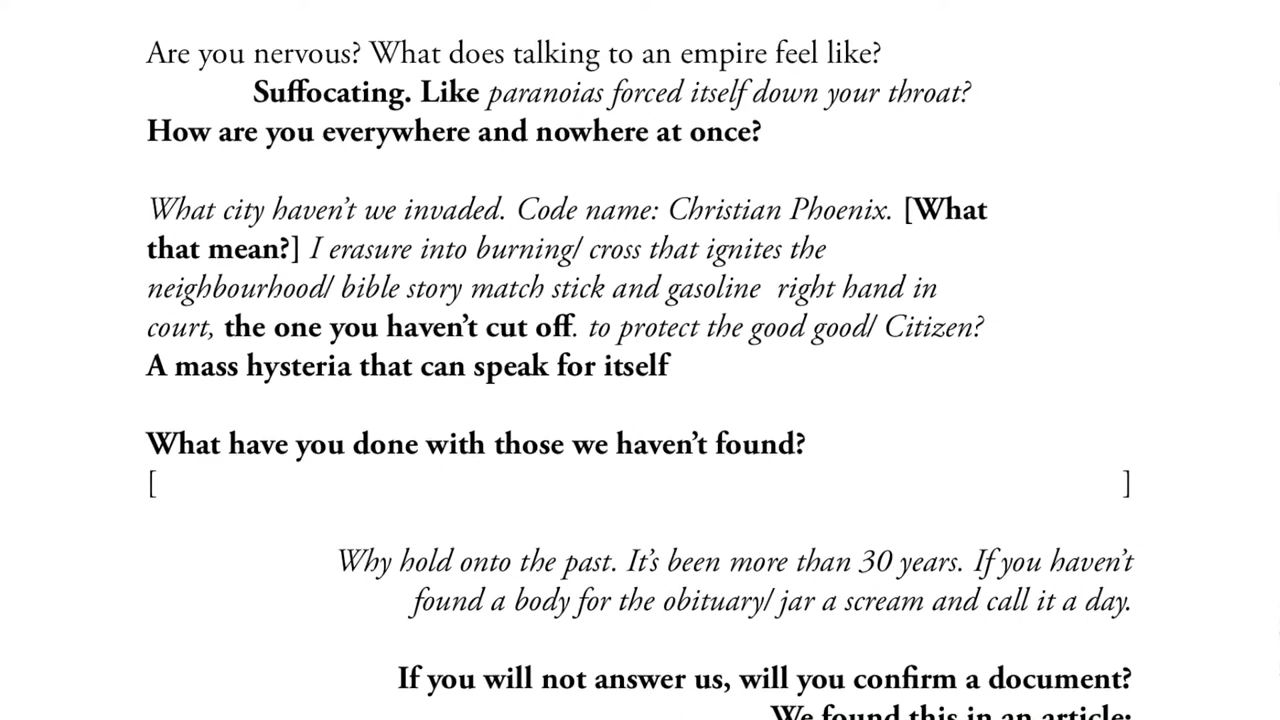 Are you nervous? What does talking to an empire feel like?
Suffocating. Like paranoias forced itself down your throat?
How are you everywhere and nowhere at once?
What city haven’t we invaded. Code name: Christian Phoenix. [What
that mean?] I erasure into burning/ cross that ignites the
neighbourhood/ bible story match stick and gasoline  right hand in
court, the one you haven’t cut off. to protect the good good/ Citizen?
A mass hysteria that can speak for itself
What have you done with those we haven’t found?
[ ]
Why hold onto the past. It’s been more than 30 years. If you haven’t
found a body for the obituary/ jar a scream and call it a day.
If you will not answer us, will you confirm a document?
We found this in an article: